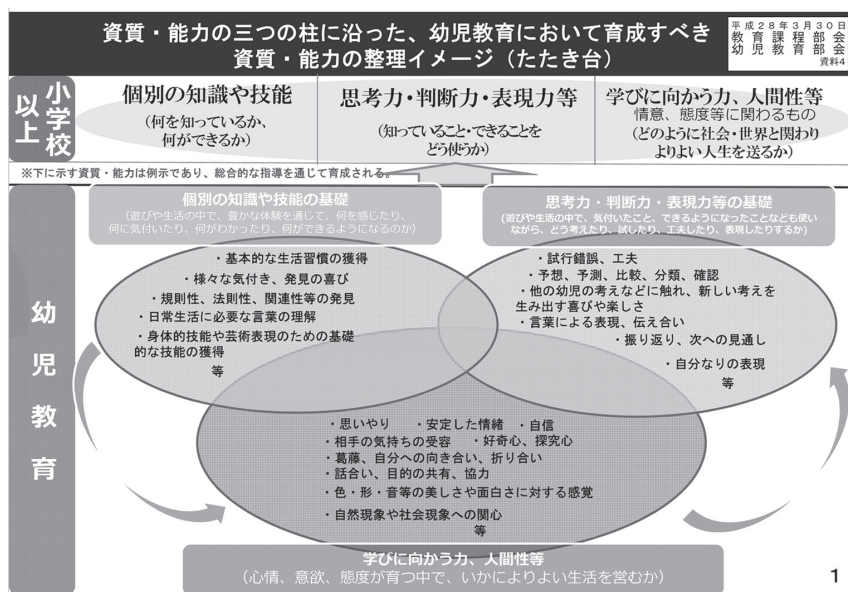 資質・能力の三つの柱に沿った、幼児教育において育成すべき
資質・能力の整理イメージ（たたき台）
平成28年3月30日
教育課程部会
幼児教育部会
資料4
小学校
以上
個別の知識や技能
（何を知っているか、
何ができるか）
思考力・判断力・表現力等
（知っていること・できることを
どう使うか）
学びに向かう力、人間性等
情意、態度等に関わるもの
（どのように社会・世界と関わり
よりよい人生を送るか）
※下に示す資質・能力は例示であり、総合的な指導を通じて育成される。
幼児教育
個別の知識や技能の基礎
（遊びや生活の中で、豊かな体験を通じて、何を感じたり、
何に気付いたり、何がわかったり、何ができるようになるのか）
思考力・判断力・表現力等の基礎
（遊びや生活の中で、気付いたこと、できるようになったことなども使い
ながら、どう考えたり、試したり、工夫したり、表現したりするか）
・基本的な生活習慣の獲得
・様々な気付き、発見の喜び
・規則性、法則性、関連性等の発見
・日常生活に必要な言葉の理解
・身体的技能や芸術表現のための基礎
的な技能の獲得
等
・試行錯誤、工夫
・予想、予測、比較、分類、確認
・他の幼児の考えなどに触れ、新しい考えを
生み出す喜びや楽しさ
・言葉による表現、伝え合い
・振り返り、次への見通し
・自分なりの表現
等
・思いやり ・安定した情緒 ・自信
・相手の気持ちの受容 ・好奇心、探究心
・葛藤、自分への向き合い、折り合い
・話合い、目的の共有、協力
・色・形・音等の美しさや面白さに対する感覚
・自然現象や社会現象への関心
等
学びに向かう力、人間性等
（心情、意欲、態度が育つ中で、いかによりよい生活を営むか）
1